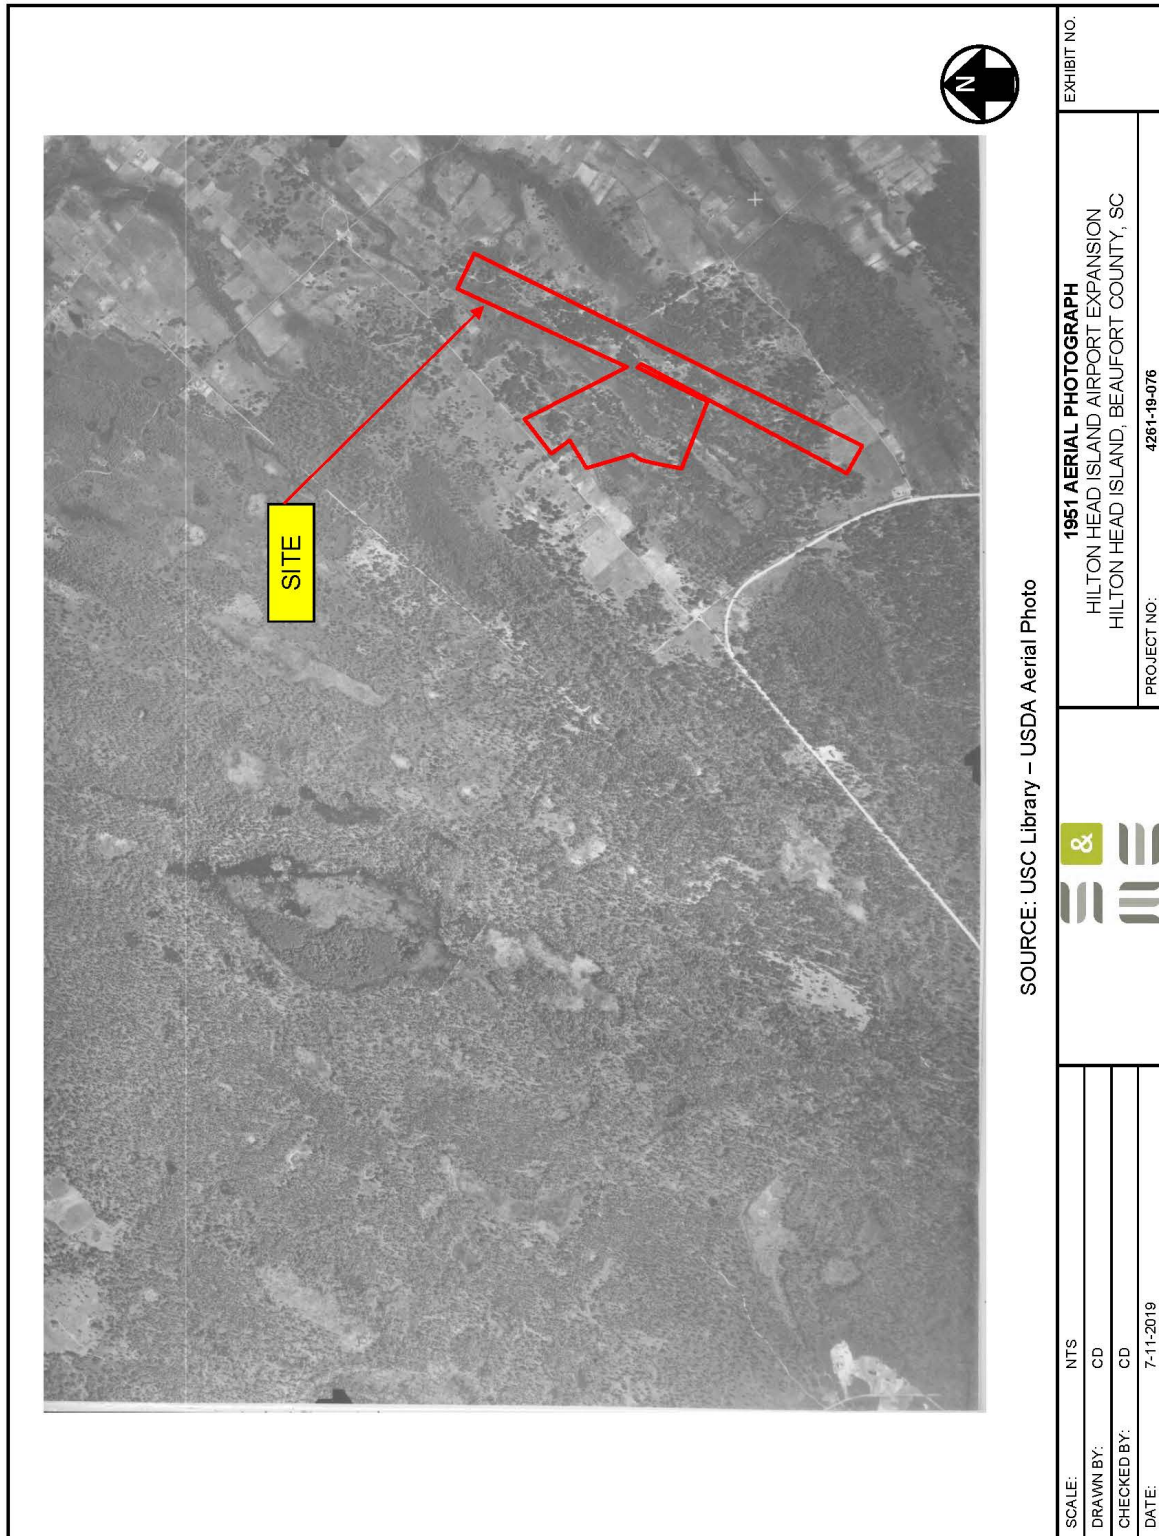 N
SITE
SOURCE: USC Library – USDA Aerial Photo
SCALE: NTS
DRAWN BY: CD
CHECKED BY: CD
DATE: 7-11-2019
&
1951 AERIAL PHOTOGRAPH
HILTON HEAD ISLAND AIRPORT EXPANSION
HILTON HEAD ISLAND, BEAUFORT COUNTY, SC
PROJECT NO: 4261-19-076
EXHIBIT NO.